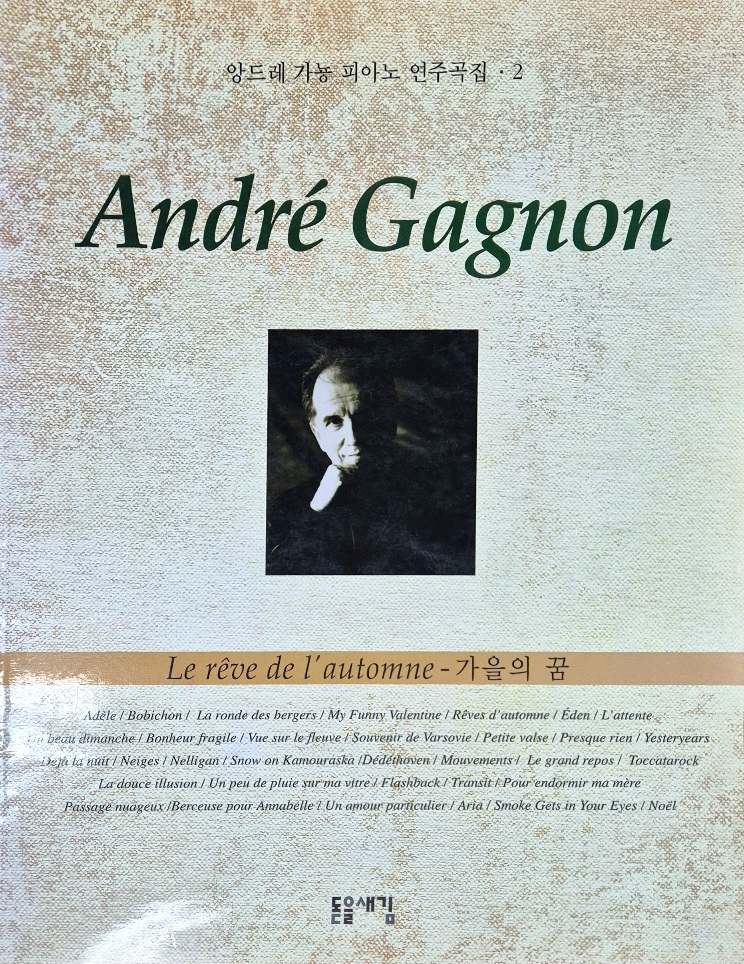 앙드레 가뇽 피아노 연주곡집 · 2
André Gagnon
Le rêve de l'automne - 가을의 꿈
Adèle / Bobichon / La ronde des bergers / My Funny Valentine / Rêves d'automne / Éden / L'attente
beau dimanche / Bonheur fragile / Vue sur le fleuve / Souvenir de Varsovie / Petite valse / Presque rien / Yesteryears
Déjà la nuit / Neiges / Nelligan / Snow on Kamouraska /Dédéthoven / Mouvements / Le grand repos / Toccatarock
La douce illusion / Un peu de pluie sur ma vitre / Flashback / Transit / Pour endormir ma mère
Passage nuageux /Berceuse pour Annabelle / Un amour particulier / Aria / Smoke Gets in Your Eyes / Noël
돋을새김